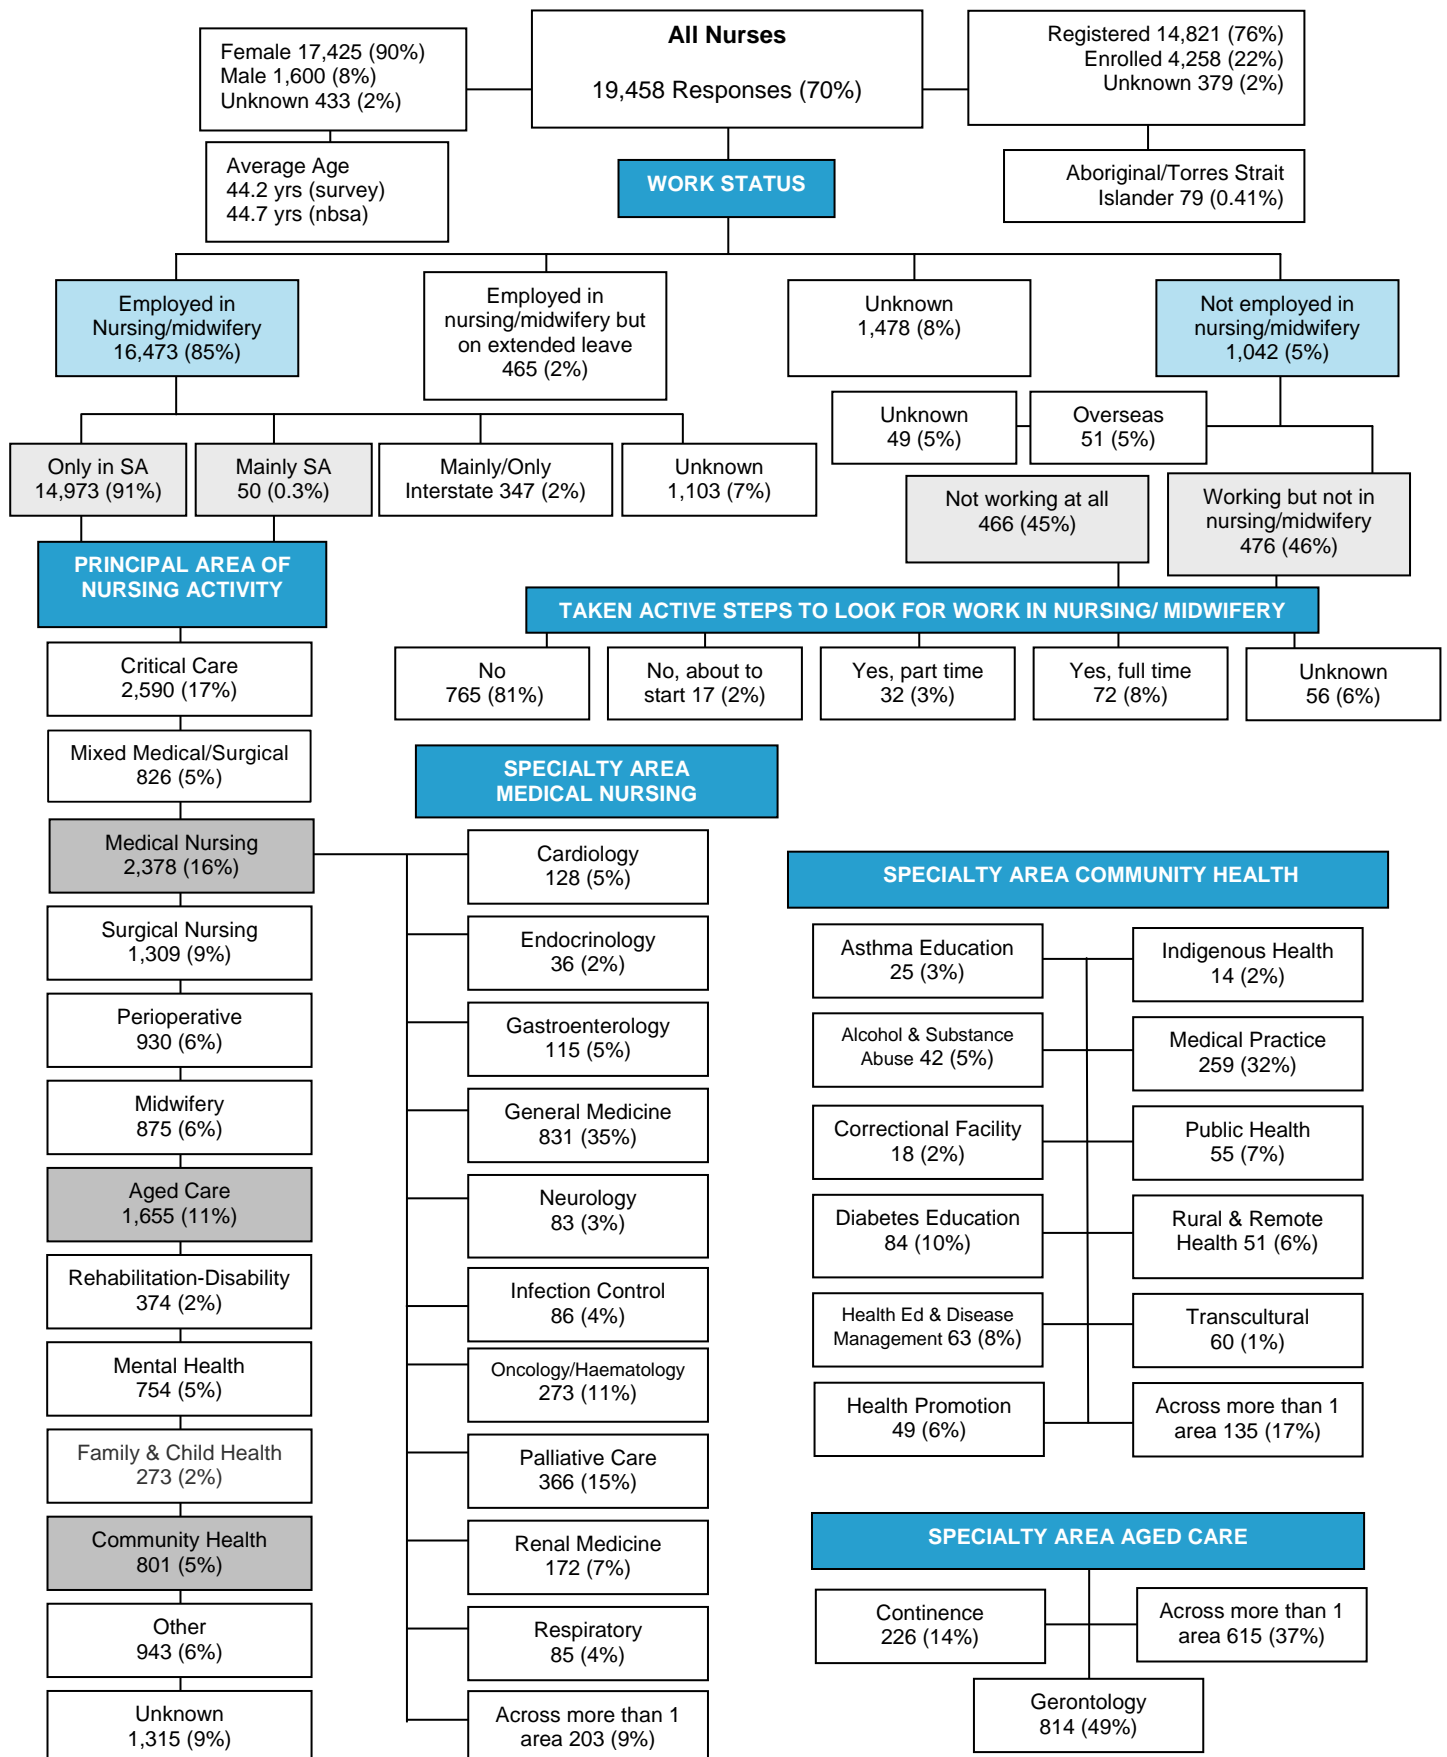 Female 17,425 (90%)
Male 1,600 (8%)
Unknown 433 (2%)
All Nurses
19,458 Responses (70%)
Registered 14,821 (76%)
Enrolled 4,258 (22%)
Unknown 379 (2%)
Average Age
44.2 yrs (survey)
44.7 yrs (nbsa)
WORK STATUS
Aboriginal/Torres Strait
Islander 79 (0.41%)
Employed in
Nursing/midwifery
16,473 (85%)
Employed in
nursing/midwifery but
on extended leave
465 (2%)
Unknown
1,478 (8%)
Not employed in
nursing/midwifery
1,042 (5%)
Unknown
49 (5%)
Overseas
51 (5%)
Only in SA
14,973 (91%)
Mainly SA
50 (0.3%)
Mainly/Only
Interstate 347 (2%)
Unknown
1,103 (7%)
Not working at all
466 (45%)
Working but not in
nursing/midwifery
476 (46%)
PRINCIPAL AREA OF
NURSING ACTIVITY
TAKEN ACTIVE STEPS TO LOOK FOR WORK IN NURSING/ MIDWIFERY
No
765 (81%)
No, about to
start 17 (2%)
Yes, part time
32 (3%)
Yes, full time
72 (8%)
Unknown
56 (6%)
Critical Care
2,590 (17%)
Mixed Medical/Surgical
826 (5%)
Medical Nursing
2,378 (16%)
Surgical Nursing
1,309 (9%)
Perioperative
930 (6%)
Midwifery
875 (6%)
Aged Care
1,655 (11%)
Rehabilitation-Disability
374 (2%)
Mental Health
754 (5%)
Family & Child Health
273 (2%)
Community Health
801 (5%)
Other
943 (6%)
Unknown
1,315 (9%)
SPECIALTY AREA
MEDICAL NURSING
Cardiology
128 (5%)
Endocrinology
36 (2%)
Gastroenterology
115 (5%)
General Medicine
831 (35%)
Neurology
83 (3%)
Infection Control
86 (4%)
Oncology/Haematology
273 (11%)
Palliative Care
366 (15%)
Renal Medicine
172 (7%)
Respiratory
85 (4%)
Across more than 1
area 203 (9%)
SPECIALTY AREA COMMUNITY HEALTH
Asthma Education
25 (3%)
Indigenous Health
14 (2%)
Alcohol & Substance
Abuse 42 (5%)
Medical Practice
259 (32%)
Correctional Facility
18 (2%)
Public Health
55 (7%)
Diabetes Education
84 (10%)
Rural & Remote
Health 51 (6%)
Health Ed & Disease
Management 63 (8%)
Transcultural
60 (1%)
Health Promotion
49 (6%)
Across more than 1
area 135 (17%)
SPECIALTY AREA AGED CARE
Continence
226 (14%)
Across more than 1
area 615 (37%)
Gerontology
814 (49%)